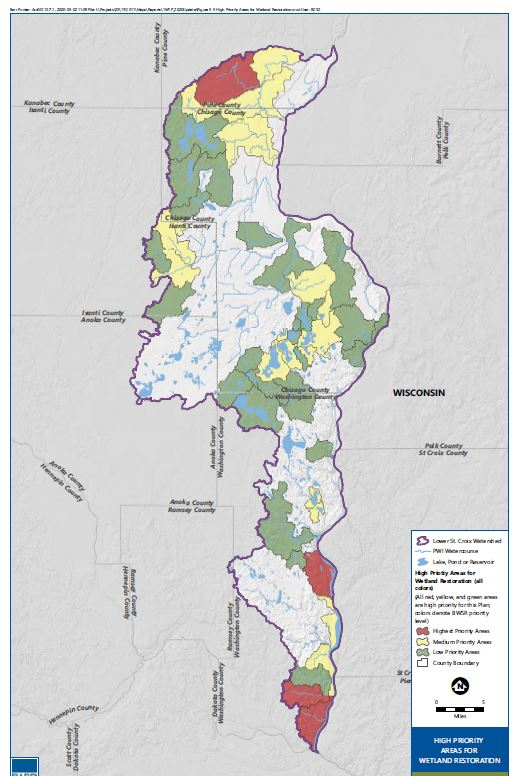 Kanabec County
Pine County
Kanabec County
Isanti County
Pine County
Chisago County
Burnett County
Polk County
Chisago County
Isanti County
Isanti County
Anoka County
WISCONSIN
Chisago County
Washington County
Anoka County
Washington County
Polk County
St Croix County
Anoka County
Hennepin County
Anoka County
Ramsey County
Ramsey County
Hennepin County
Ramsey County
Washington County
Dakota County
Washington County
Hennepin County
Scott County
Dakota County
St Cr
Pie
Lower St. Croix Watershed
PWI Watercourse
Lake, Pond or Reservoir
High Priotiy Areas for
Wetland Restoration (all
colors)
(All red, yellow, and green areas
are high priority for this Plan;
colors denote BWSR priority
level)
Highest Priority Areas
Medium Priority Areas
Low Priority Areas
County Boundary
N
0 5
Miles
HIGH PRIORITY
AREAS FOR
WETLAND RESTORATION
BARR